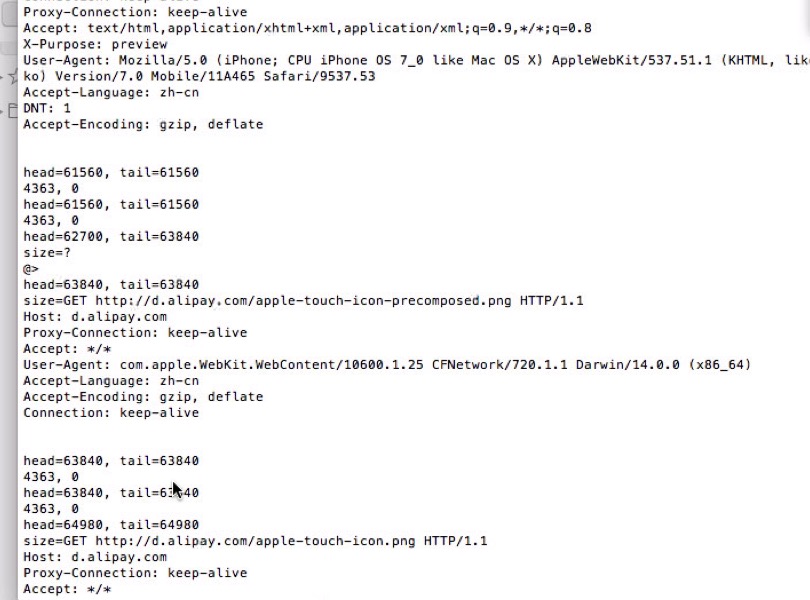 Proxy-Connection: keep-alive
Accept: text/html,application/xhtml+xml,application/xml;q=0.9,*/*;q=0.8
X-Purpose: preview
User-Agent: Mozilla/5.0 (iPhone; CPU iPhone OS 7_0 like Mac OS X) AppleWebKit/537.51.1 (KHTML, lik
ko) Version/7.0 Mobile/11A465 Safari/9537.53
Accept-Language: zh-cn
DNT: 1
Accept-Encoding: gzip, deflate
head=61560, tail=61560
4363, 0
head=61560, tail=61560
4363, 0
head=62700, tail=63840
size=?
@>
head=63840, tail=63840
size=GET http://d.alipay.com/apple-touch-icon-precomposed.png HTTP/1.1
Host: d.alipay.com
Proxy-Connection: keep-alive
Accept: */*
User-Agent: com.apple.WebKit.WebContent/10600.1.25 CFNetwork/720.1.1 Darwin/14.0.0 (x86_64)
Accept-Language: zh-cn
Accept-Encoding: gzip, deflate
Connection: keep-alive
head=63840, tail=63840
4363, 0
head=63840, tail=63840
4363, 0
head=64980, tail=64980
size=GET http://d.alipay.com/apple-touch-icon.png HTTP/1.1
Host: d.alipay.com
Proxy-Connection: keep-alive
Accept: */*